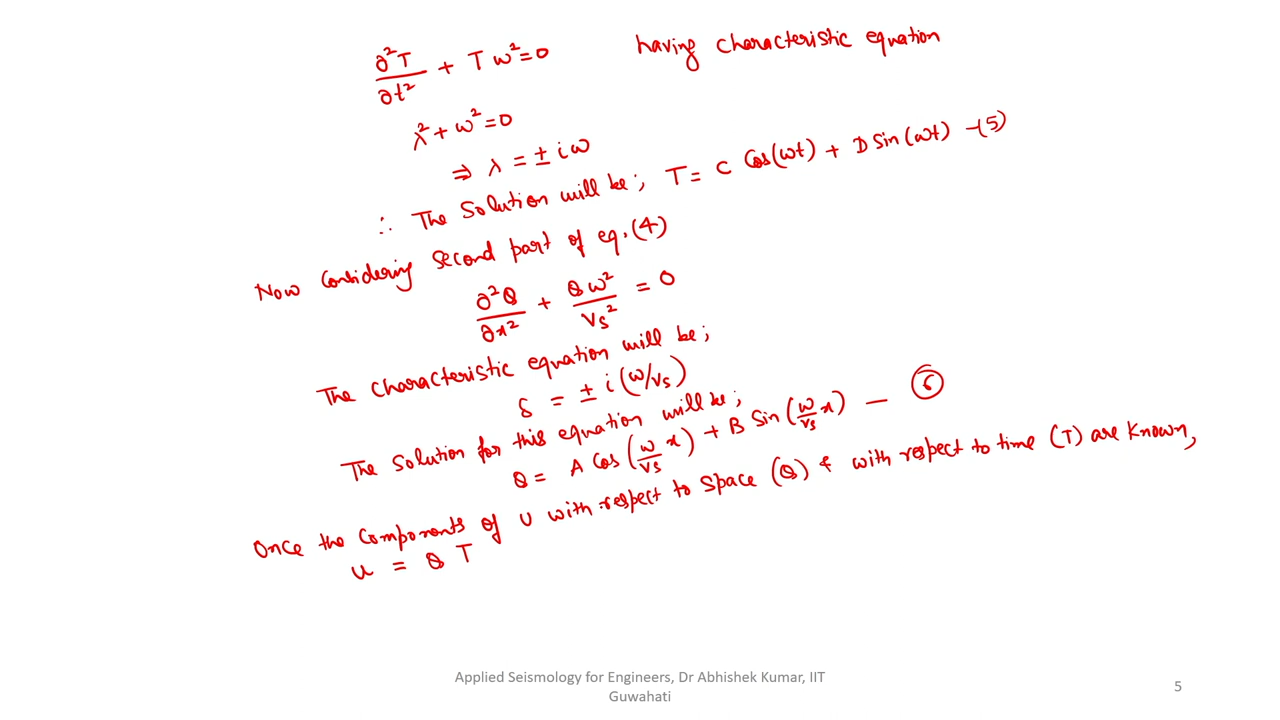 ∂²T/∂t² + Tω² = 0 having characteristic equation
λ² + ω² = 0
⇒ λ = ± iω
∴ The Solution will be; T = C Cos(ωt) + D Sin(ωt) –(5)
Now Considering Second part of eq.(4)
∂²Q/∂x² + Qω²/Vs² = 0
The characteristic equation will be;
δ = ± i(ω/Vs)
The Solution for this equation will be;
Q = A Cos(ω/Vs x) + B Sin(ω/Vs x) — ⑥
Once the Components of U with respect to Space (Q) & with respect to time (T) are Known,
U = Q T
Applied Seismology for Engineers, Dr Abhishek Kumar, IIT
Guwahati
5